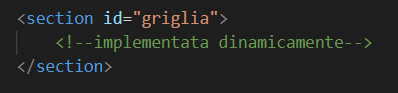 <section id="griglia">
<!--implementata dinamicamente-->
</section>